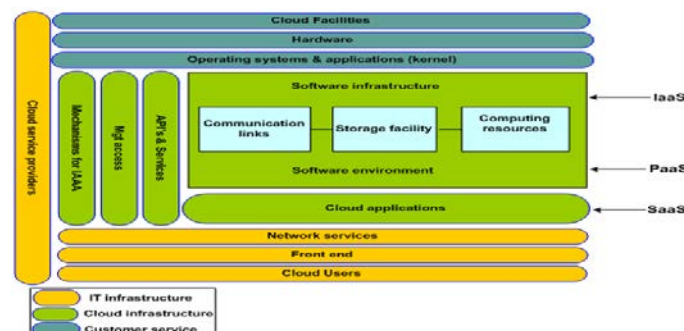 Cloud Facilities
Hardware
Operating systems & applications (kernel)
Cloud service providers
Mechanisms for IAAA
Mgt access
API's & Services
Software infrastructure
Communication
links
Storage facility
Computing
resources
Software environment
Cloud applications
IaaS
PaaS
SaaS
Network services
Front end
Cloud Users
IT infrastructure
Cloud infrastructure
Customer service